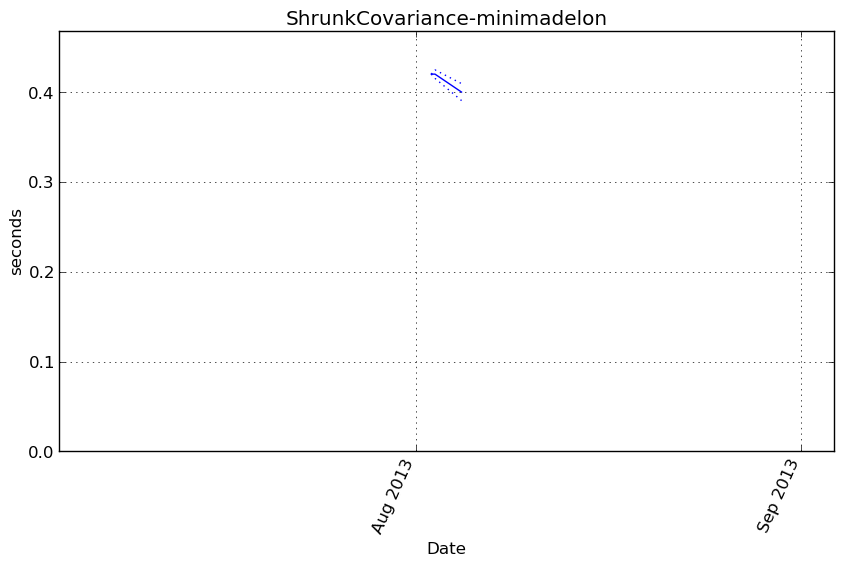 ShrunkCovariance-minimadelon
seconds
0.4
0.3
0.2
0.1
0.0
Aug 2013
Sep 2013
Date